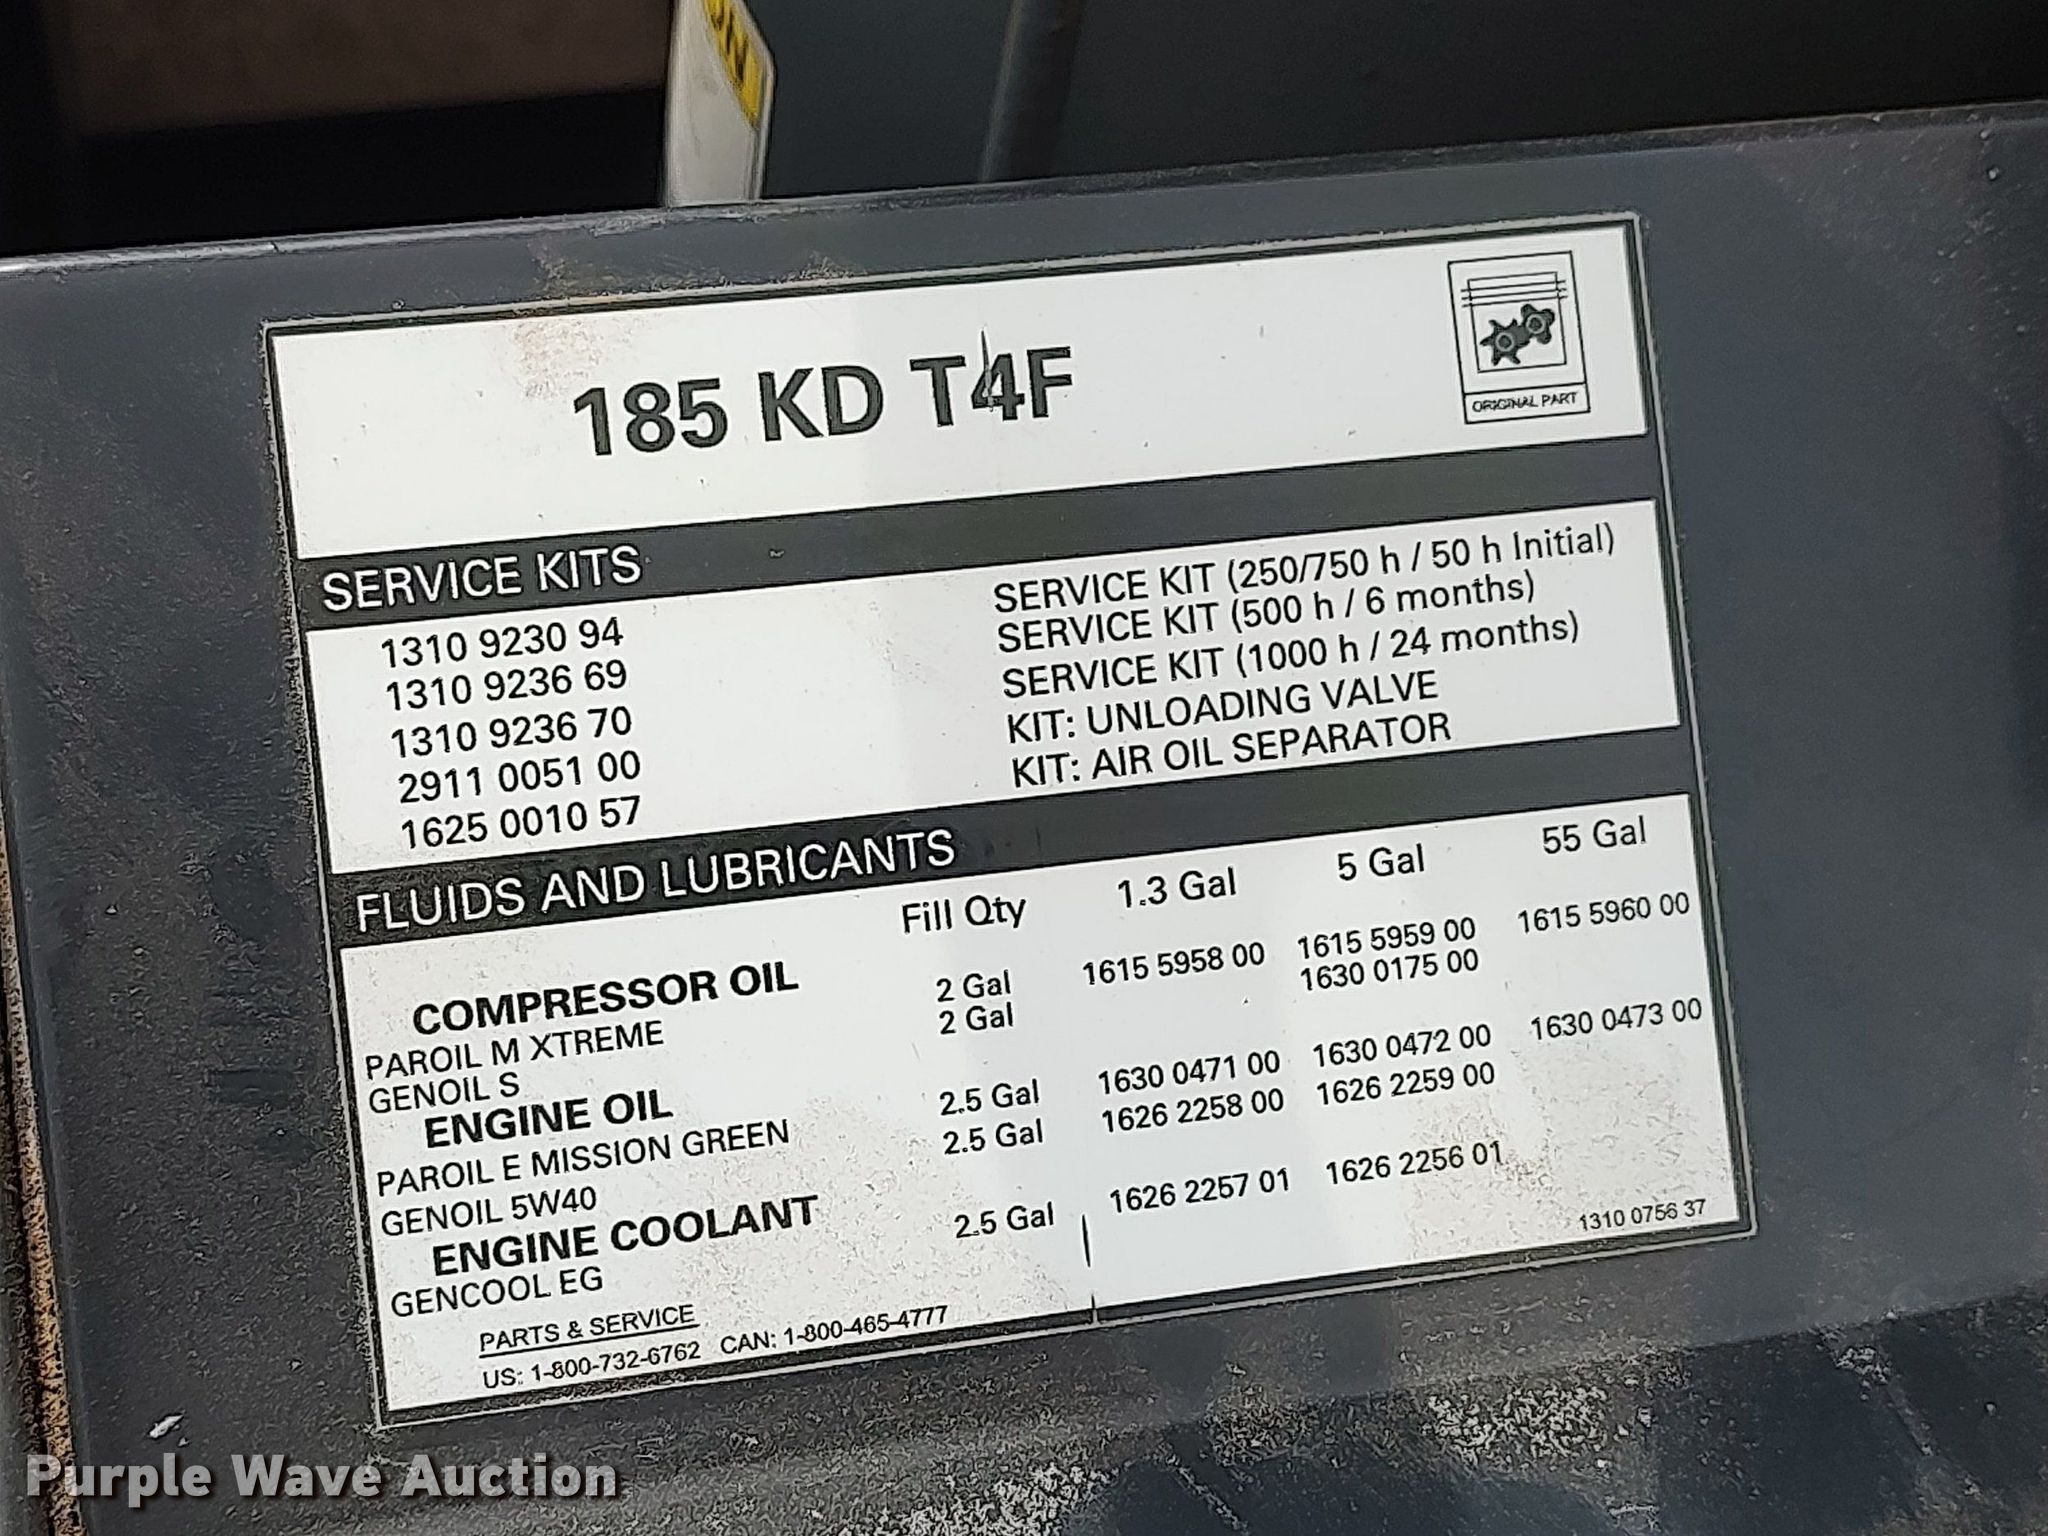 185 KD T4F
ORIGINAL PART
SERVICE KITS
1310 9230 94 SERVICE KIT (250/750 h / 50 h Initial)
1310 9236 69 SERVICE KIT (500 h / 6 months)
1310 9236 70 SERVICE KIT (1000 h / 24 months)
2911 0051 00 KIT: UNLOADING VALVE
1625 0010 57 KIT: AIR OIL SEPARATOR
FLUIDS AND LUBRICANTS
Fill Qty 1.3 Gal 5 Gal 55 Gal
COMPRESSOR OIL
PAROIL M XTREME 2 Gal 1615 5958 00 1615 5959 00 1615 5960 00
GENOIL S 2 Gal 1630 0175 00
ENGINE OIL
PAROIL E MISSION GREEN 2.5 Gal 1630 0471 00 1630 0472 00 1630 0473 00
GENOIL 5W40 2.5 Gal 1626 2258 00 1626 2259 00
ENGINE COOLANT
GENCOOL EG 2.5 Gal 1626 2257 01 1626 2256 01
1310 0756 37
PARTS & SERVICE
US: 1-800-732-6762 CAN: 1-800-465-4777
Purple Wave Auction